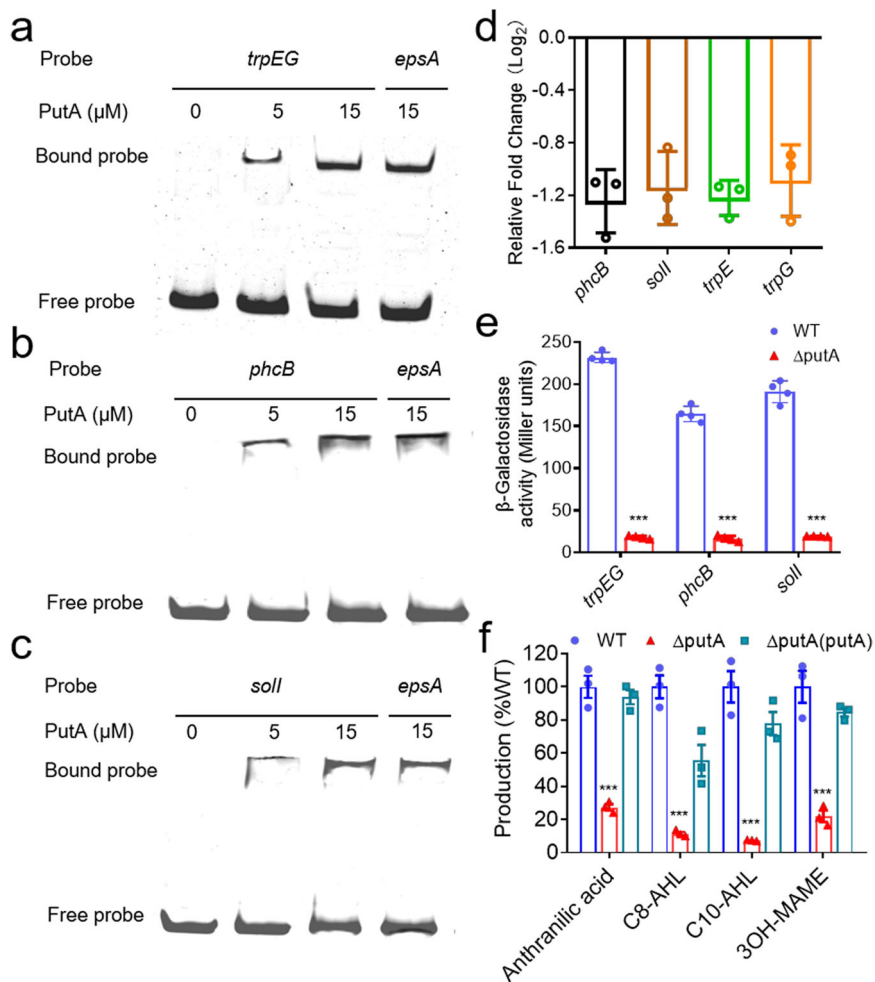 a
Probe trpEG epsA
PutA (μM) 0 5 15 15
Bound probe
Free probe
b
Probe phcB epsA
PutA (μM) 0 5 15 15
Bound probe
Free probe
c
Probe solI epsA
PutA (μM) 0 5 15 15
Bound probe
Free probe
d
Relative Fold Change (Log2)
0.0
-0.4
-0.8
-1.2
-1.6
phcB solI trpE trpG
e
WT
ΔputA
β-Galactosidase
activity (Miller units)
250
200
150
100
50
0
*** *** ***
trpEG phcB solI
f
WT ΔputA ΔputA(putA)
Production (%WT)
120
100
80
60
40
20
0
*** *** *** ***
Anthranilic acid C8-AHL C10-AHL 3OH-MAME